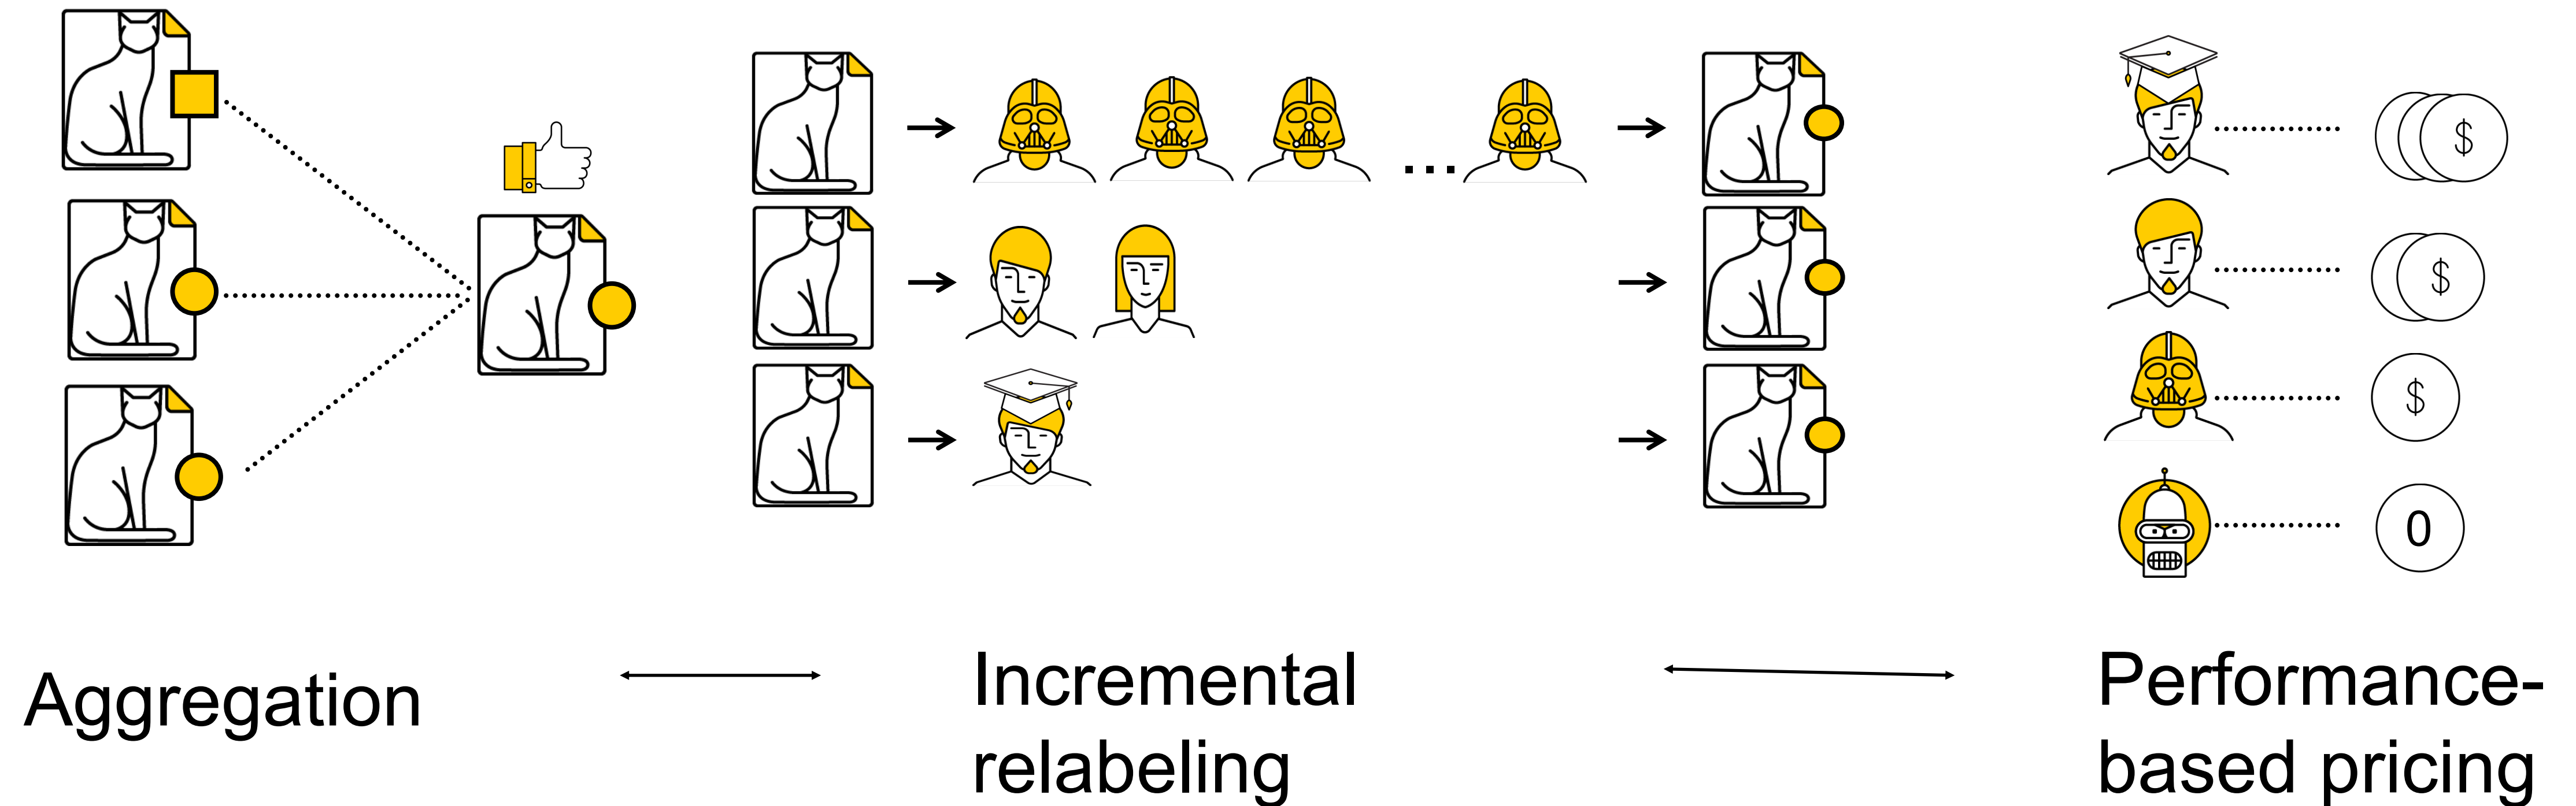 ...
$
$
$
0
Aggregation
Incremental
relabeling
Performance-
based pricing